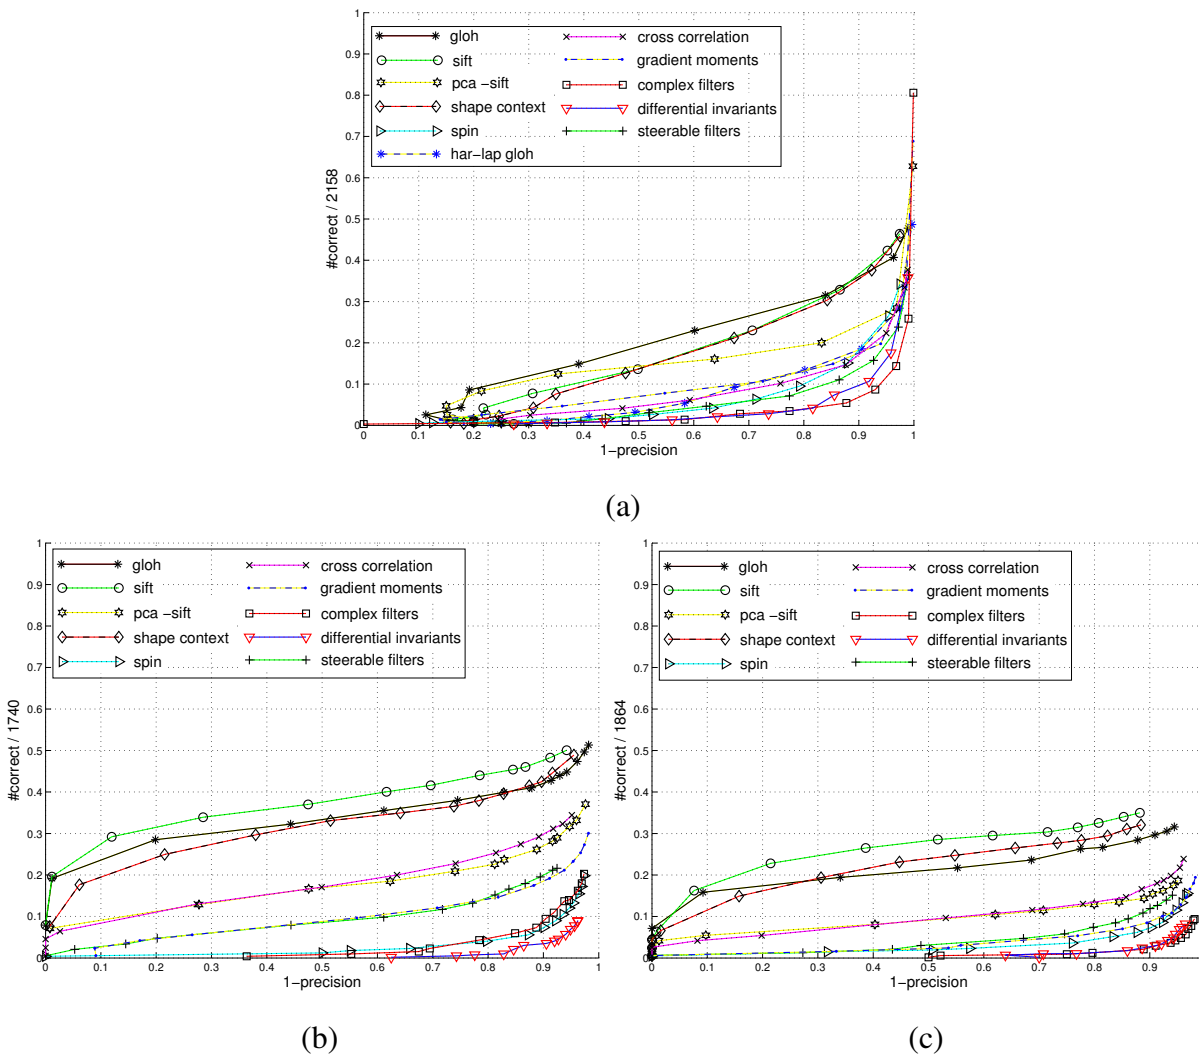 1
0.9
0.8
0.7
0.6
0.5
0.4
0.3
0.2
0.1
0
#correct / 2158
gloh
sift
pca −sift
shape context
spin
har−lap gloh
cross correlation
gradient moments
complex filters
differential invariants
steerable filters
0 0.1 0.2 0.3 0.4 0.5 0.6 0.7 0.8 0.9 1
1−precision
(a)
1
0.9
0.8
0.7
0.6
0.5
0.4
0.3
0.2
0.1
0
#correct / 1740
gloh
sift
pca −sift
shape context
spin
cross correlation
gradient moments
complex filters
differential invariants
steerable filters
0 0.1 0.2 0.3 0.4 0.5 0.6 0.7 0.8 0.9 1
1−precision
(b)
1
0.9
0.8
0.7
0.6
0.5
0.4
0.3
0.2
0.1
0
#correct / 1864
gloh
sift
pca −sift
shape context
spin
cross correlation
gradient moments
complex filters
differential invariants
steerable filters
0 0.1 0.2 0.3 0.4 0.5 0.6 0.7 0.8 0.9
1−precision
(c)